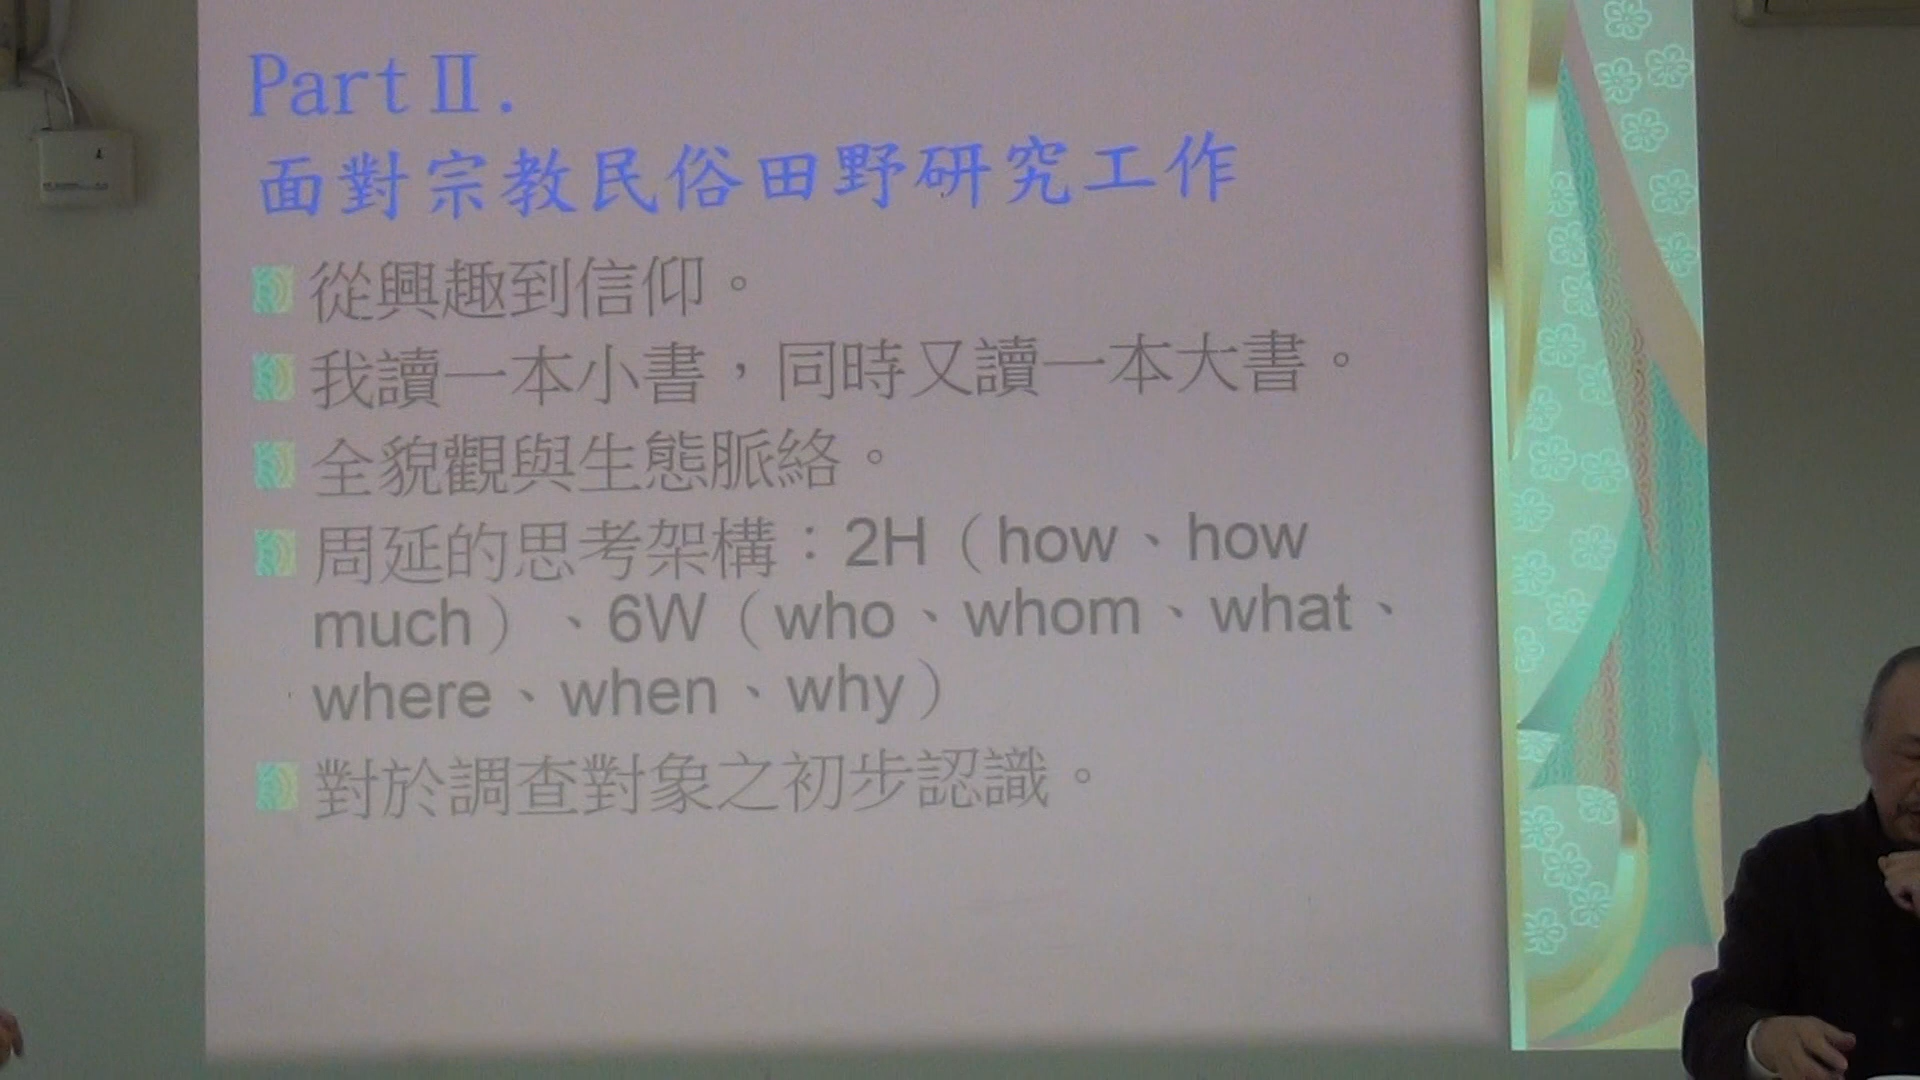 Part Ⅱ.
面對宗教民俗田野研究工作
從興趣到信仰。
我讀一本小書，同時又讀一本大書。
全貌觀與生態脈絡。
周延的思考架構：2H（how、how
much）、6W（who、whom、what、
where、when、why）
對於調查對象之初步認識。